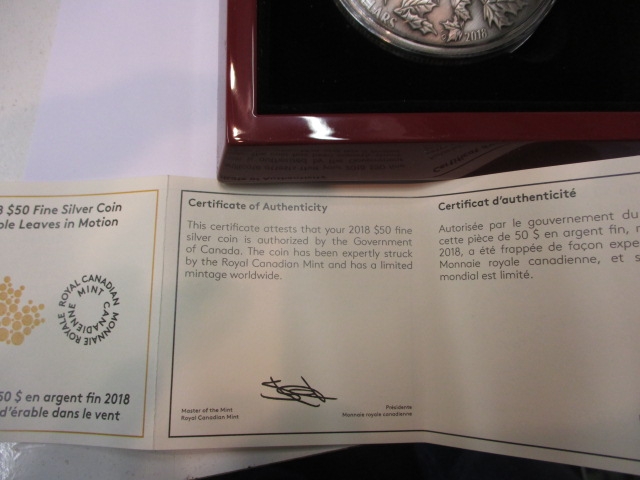 LARS
2018
$50 Fine Silver Coin
ple Leaves in Motion
ROYAL CANADIAN MINT
MONNAIE ROYALE CANADIENNE
50 $ en argent fin 2018
d'érable dans le vent
Certificate of Authenticity
This certificate attests that your 2018 $50 fine
silver coin is authorized by the Government
of Canada. The coin has been expertly struck
by the Royal Canadian Mint and has a limited
mintage worldwide.
Master of the Mint
Royal Canadian Mint
Présidente
Monnaie royale canadienne
Certificat d'authenticité
Autorisée par le gouvernement du
cette pièce de 50 $ en argent fin,
2018, a été frappée de façon expe
Monnaie royale canadienne, et s
mondial est limité.